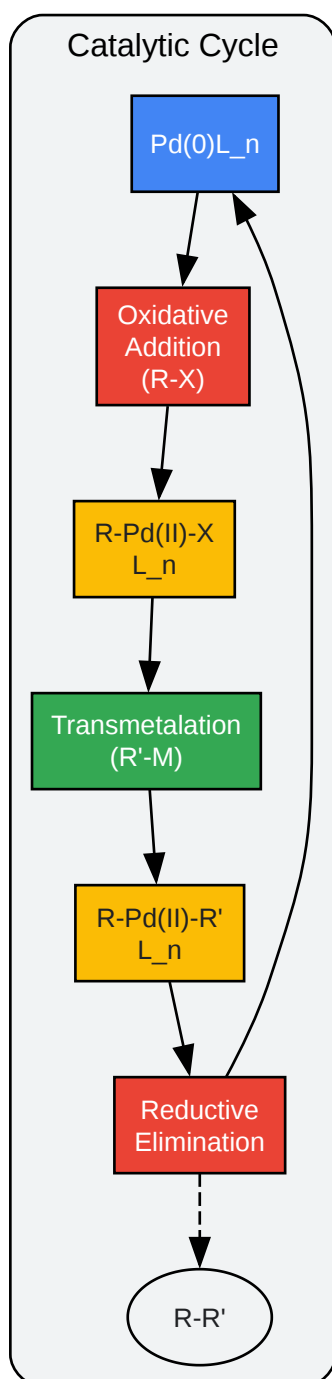 Catalytic Cycle
Pd(0)L_n
Oxidative
Addition
(R-X)
R-Pd(II)-X
L_n
Transmetalation
(R'-M)
R-Pd(II)-R'
L_n
Reductive
Elimination
R-R'